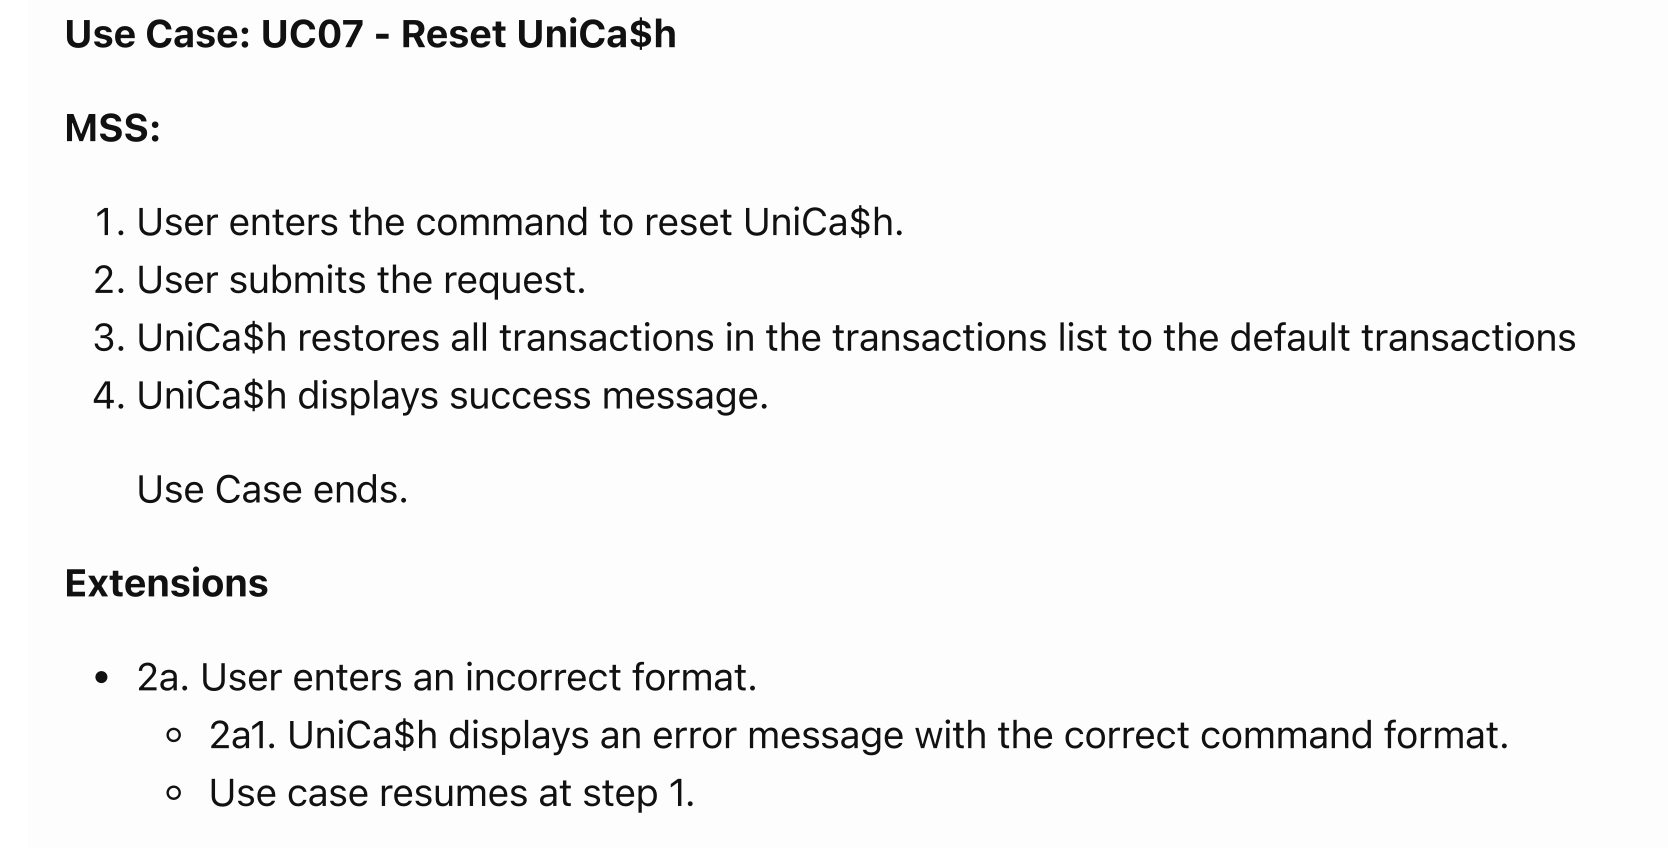 Use Case: UC07 - Reset UniCa$h
MSS:
1. User enters the command to reset UniCa$h.
2. User submits the request.
3. UniCa$h restores all transactions in the transactions list to the default transactions
4. UniCa$h displays success message.
Use Case ends.
Extensions
• 2a. User enters an incorrect format.
◦ 2a1. UniCa$h displays an error message with the correct command format.
◦ Use case resumes at step 1.